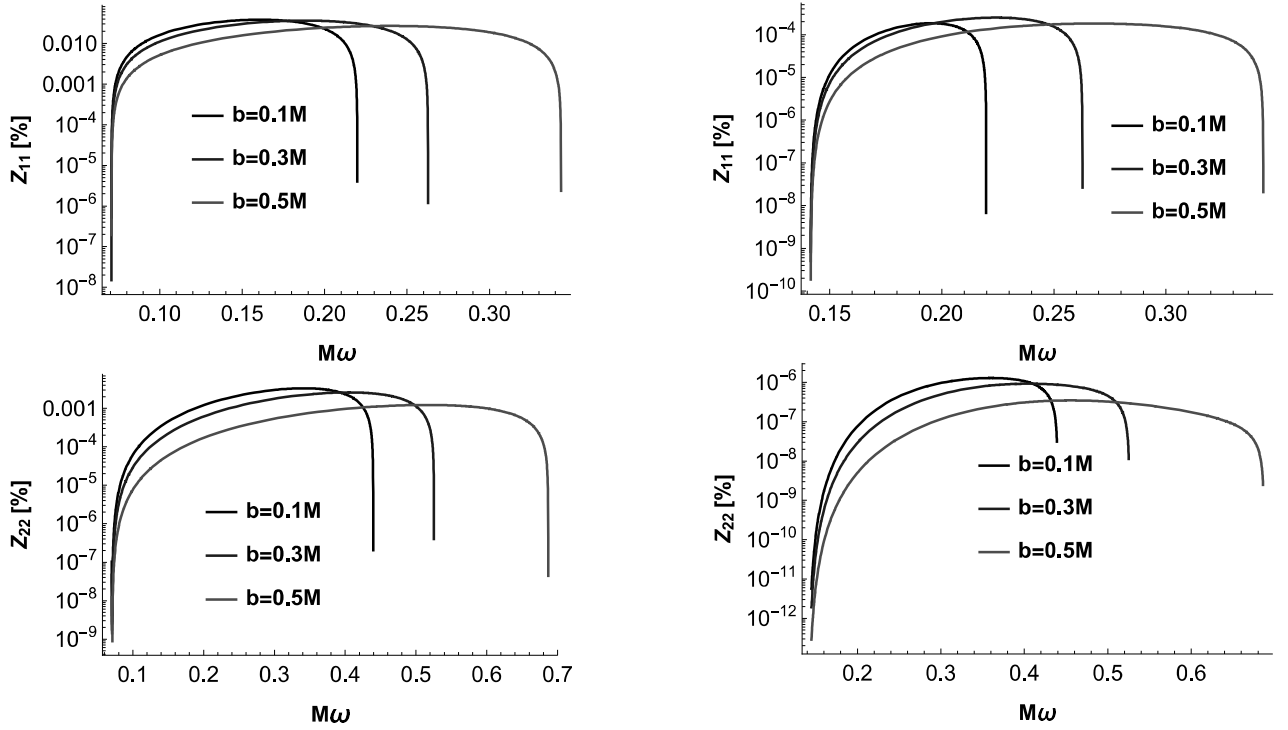 Z₁₁ [%]
0.010
0.001
10⁻⁴
10⁻⁵
10⁻⁶
10⁻⁷
10⁻⁸
b=0.1M
b=0.3M
b=0.5M
0.10 0.15 0.20 0.25 0.30
Mω
Z₁₁ [%]
10⁻⁴
10⁻⁵
10⁻⁶
10⁻⁷
10⁻⁸
10⁻⁹
10⁻¹⁰
b=0.1M
b=0.3M
b=0.5M
0.15 0.20 0.25 0.30
Mω
Z₂₂ [%]
0.001
10⁻⁴
10⁻⁵
10⁻⁶
10⁻⁷
10⁻⁸
10⁻⁹
b=0.1M
b=0.3M
b=0.5M
0.1 0.2 0.3 0.4 0.5 0.6 0.7
Mω
Z₂₂ [%]
10⁻⁶
10⁻⁷
10⁻⁸
10⁻⁹
10⁻¹⁰
10⁻¹¹
10⁻¹²
b=0.1M
b=0.3M
b=0.5M
0.2 0.3 0.4 0.5 0.6
Mω